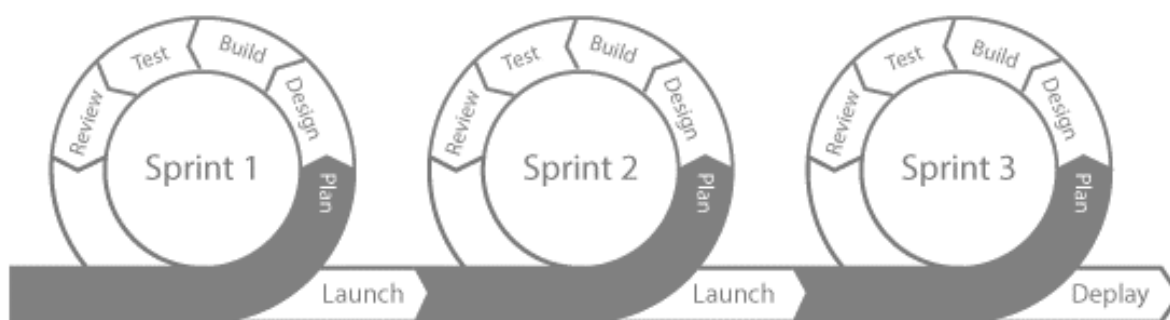 Sprint 1
Plan
Design
Build
Test
Review
Launch
Sprint 2
Plan
Design
Build
Test
Review
Launch
Sprint 3
Plan
Design
Build
Test
Review
Deplay